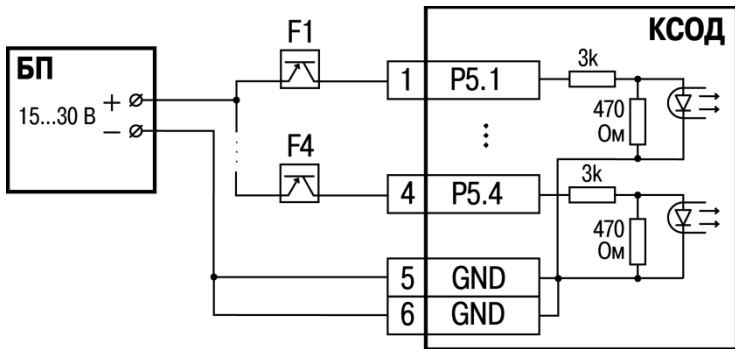 БП
15...30 В
+
–
F1
F4
КСОД
1 P5.1
3k
470
Ом
⋮
4 P5.4
3k
470
Ом
5 GND
6 GND